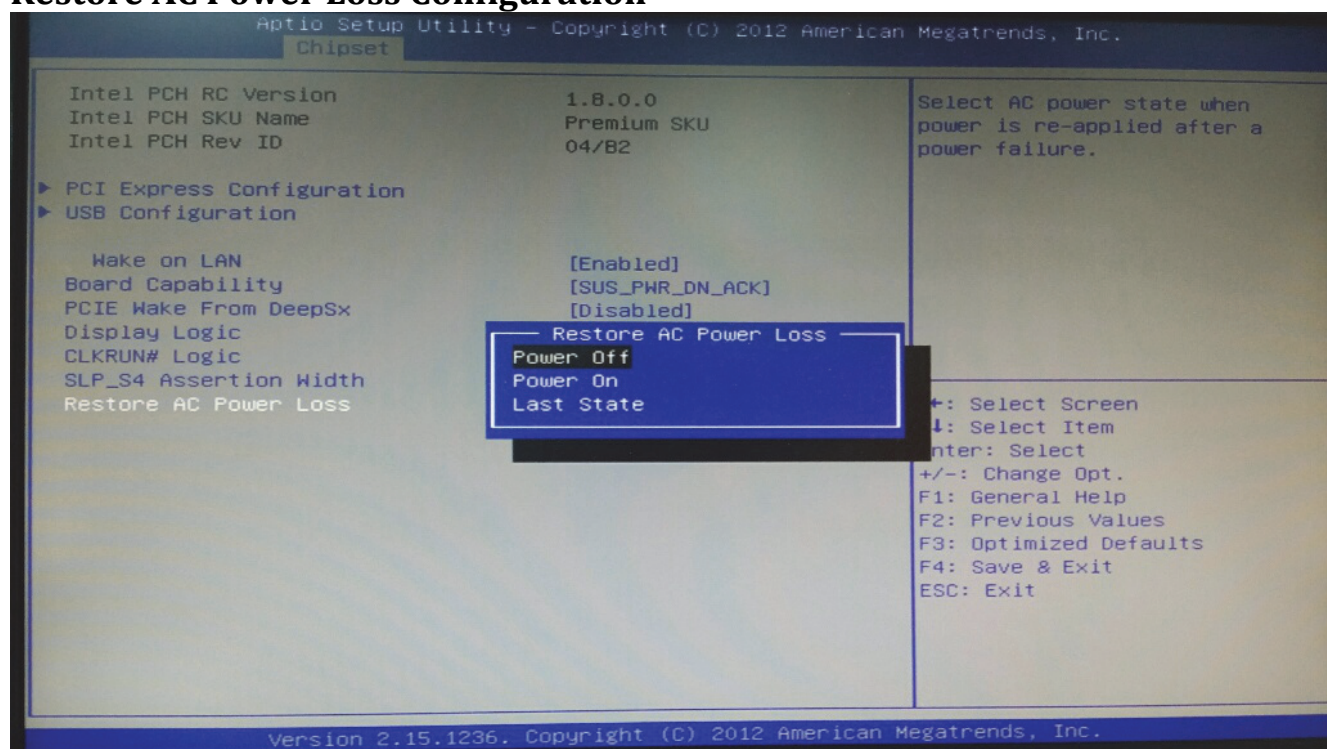 Restore AC Power Loss Configuration
Aptio Setup Utility - Copyright (C) 2012 American Megatrends, Inc.
Chipset
Intel PCH RC Version 1.8.0.0
Intel PCH SKU Name Premium SKU
Intel PCH Rev ID 04/B2
▶ PCI Express Configuration
▶ USB Configuration
Wake on LAN [Enabled]
Board Capability [SUS_PWR_DN_ACK]
PCIE Wake From DeepSx [Disabled]
Display Logic
CLKRUN# Logic
SLP_S4 Assertion Width
Restore AC Power Loss
Restore AC Power Loss
Power Off
Power On
Last State
Select AC power state when
power is re-applied after a
power failure.
←: Select Screen
↓: Select Item
nter: Select
+/-: Change Opt.
F1: General Help
F2: Previous Values
F3: Optimized Defaults
F4: Save & Exit
ESC: Exit
Version 2.15.1236. Copyright (C) 2012 American Megatrends, Inc.